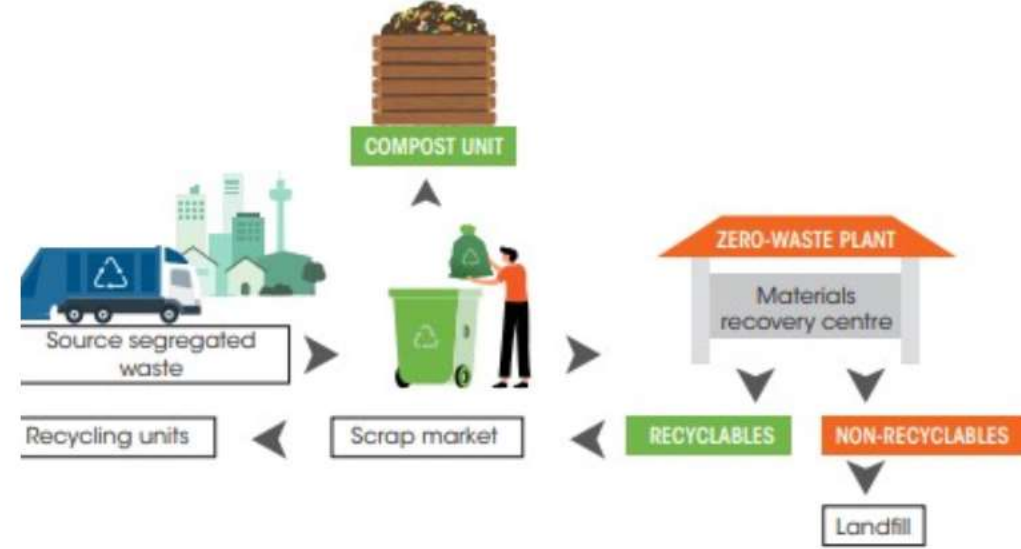 COMPOST UNIT
ZERO-WASTE PLANT
Materials
recovery centre
Source segregated
waste
Recycling units
Scrap market
RECYCLABLES
NON-RECYCLABLES
Landfill